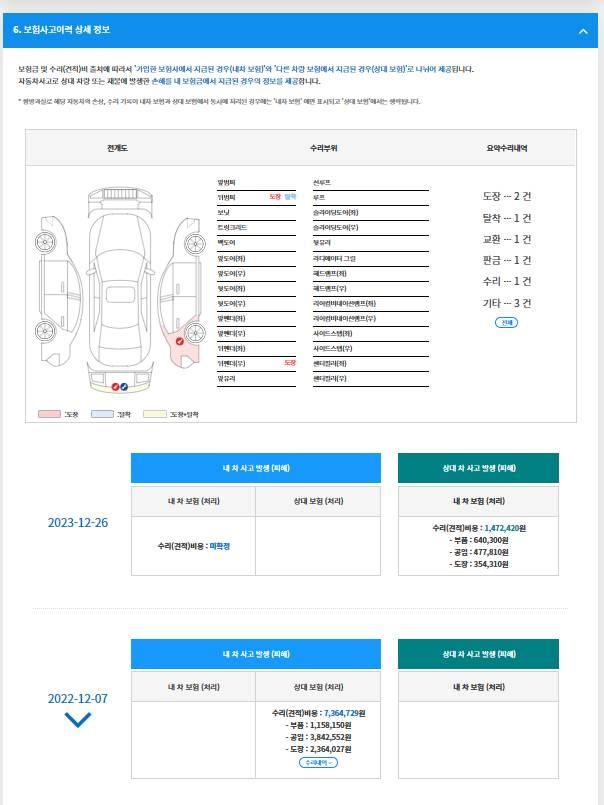 6. 보험사고이력 상세 정보
보험금 및 수리(견적)비 출처에 따라서 '가입한 보험사에서 지급된 경우(내차 보험)'와 '다른 차량 보험에서 지급된 경우(상대 보험)'로 나뉘어 제공됩니다.
자동차사고로 상대 차량 또는 재물에 발생한 손해를 내 보험금에서 지급된 경우의 정보를 제공합니다.
* 쌍방과실로 해당 자동차의 손상, 수리 기록이 내차 보험과 상대 보험에서 동시에 처리된 경우에는 '내차 보험' 에만 표시되고 '상대 보험'에서는 생략됩니다.
전개도 수리부위 요약수리내역
앞범퍼 선루프
뒤범퍼 도장 탈착 루프
보닛 슬라이딩도어(좌)
트렁크리드 슬라이딩도어(우)
백도어 뒷유리
앞도어(좌) 라디에이터 그릴
앞도어(우) 헤드램프(좌)
뒷도어(좌) 헤드램프(우)
뒷도어(우) 리어컴비네이션램프(좌)
앞펜더(좌) 리어컴비네이션램프(우)
앞펜더(우) 사이드스텝(좌)
뒤펜더(좌) 사이드스텝(우)
뒤펜더(우) 도장 센터필러(좌)
앞유리 센터필러(우)
도장 ··· 2 건
탈착 ··· 1 건
교환 ··· 1 건
판금 ··· 1 건
수리 ··· 1 건
기타 ··· 3 건
전체
:도장 :탈착 :도장+탈착
내 차 사고 발생 (피해) 상대 차 사고 발생 (피해)
내 차 보험 (처리) 상대 보험 (처리) 내 차 보험 (처리)
2023-12-26
수리(견적)비용 : 미확정
수리(견적)비용 : 1,472,420원
- 부품 : 640,300원
- 공임 : 477,810원
- 도장 : 354,310원
내 차 사고 발생 (피해) 상대 차 사고 발생 (피해)
내 차 보험 (처리) 상대 보험 (처리) 내 차 보험 (처리)
2022-12-07
수리(견적)비용 : 7,364,729원
- 부품 : 1,158,150원
- 공임 : 3,842,552원
- 도장 : 2,364,027원
수리내역